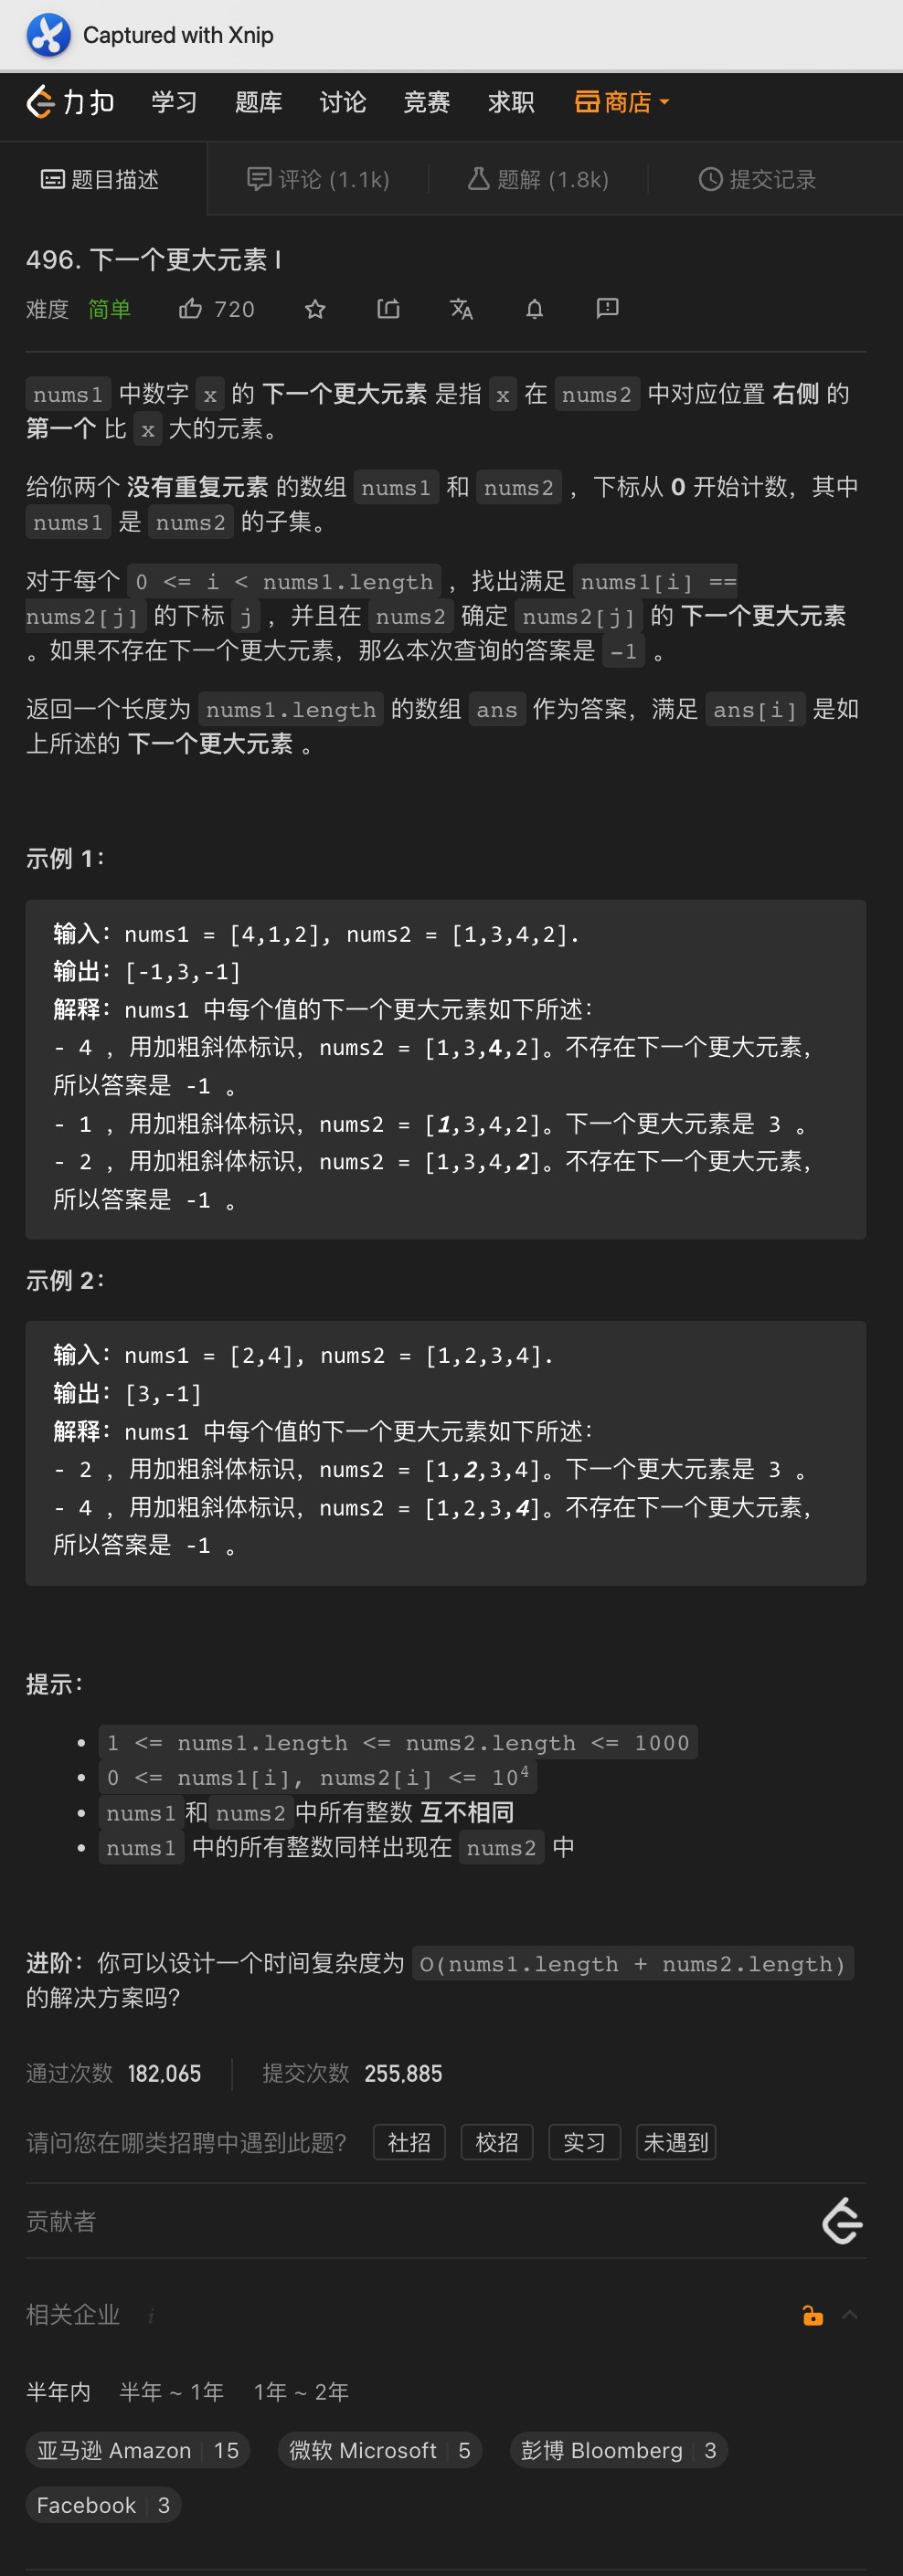 Captured with Xnip
力扣 学习 题库 讨论 竞赛 求职 商店
题目描述 评论 (1.1k) 题解 (1.8k) 提交记录
496. 下一个更大元素 I
难度 简单 720
nums1 中数字 x 的 下一个更大元素 是指 x 在 nums2 中对应位置 右侧 的
第一个 比 x 大的元素。
给你两个 没有重复元素 的数组 nums1 和 nums2 ，下标从 0 开始计数，其中
nums1 是 nums2 的子集。
对于每个 0 <= i < nums1.length ，找出满足 nums1[i] ==
nums2[j] 的下标 j ，并且在 nums2 确定 nums2[j] 的 下一个更大元素
。如果不存在下一个更大元素，那么本次查询的答案是 -1 。
返回一个长度为 nums1.length 的数组 ans 作为答案，满足 ans[i] 是如
上所述的 下一个更大元素 。
示例 1：
输入：nums1 = [4,1,2], nums2 = [1,3,4,2].
输出：[-1,3,-1]
解释：nums1 中每个值的下一个更大元素如下所述：
- 4 ，用加粗斜体标识，nums2 = [1,3,4,2]。不存在下一个更大元素，
所以答案是 -1 。
- 1 ，用加粗斜体标识，nums2 = [1,3,4,2]。下一个更大元素是 3 。
- 2 ，用加粗斜体标识，nums2 = [1,3,4,2]。不存在下一个更大元素，
所以答案是 -1 。
示例 2：
输入：nums1 = [2,4], nums2 = [1,2,3,4].
输出：[3,-1]
解释：nums1 中每个值的下一个更大元素如下所述：
- 2 ，用加粗斜体标识，nums2 = [1,2,3,4]。下一个更大元素是 3 。
- 4 ，用加粗斜体标识，nums2 = [1,2,3,4]。不存在下一个更大元素，
所以答案是 -1 。
提示：
• 1 <= nums1.length <= nums2.length <= 1000
• 0 <= nums1[i], nums2[i] <= 10⁴
• nums1和nums2中所有整数 互不相同
• nums1 中的所有整数同样出现在 nums2 中
进阶：你可以设计一个时间复杂度为 O(nums1.length + nums2.length)
的解决方案吗？
通过次数 182,065 提交次数 255,885
请问您在哪类招聘中遇到此题？ 社招 校招 实习 未遇到
贡献者
相关企业 i
半年内 半年 ~ 1年 1年 ~ 2年
亚马逊 Amazon 15 微软 Microsoft 5 彭博 Bloomberg 3
Facebook 3